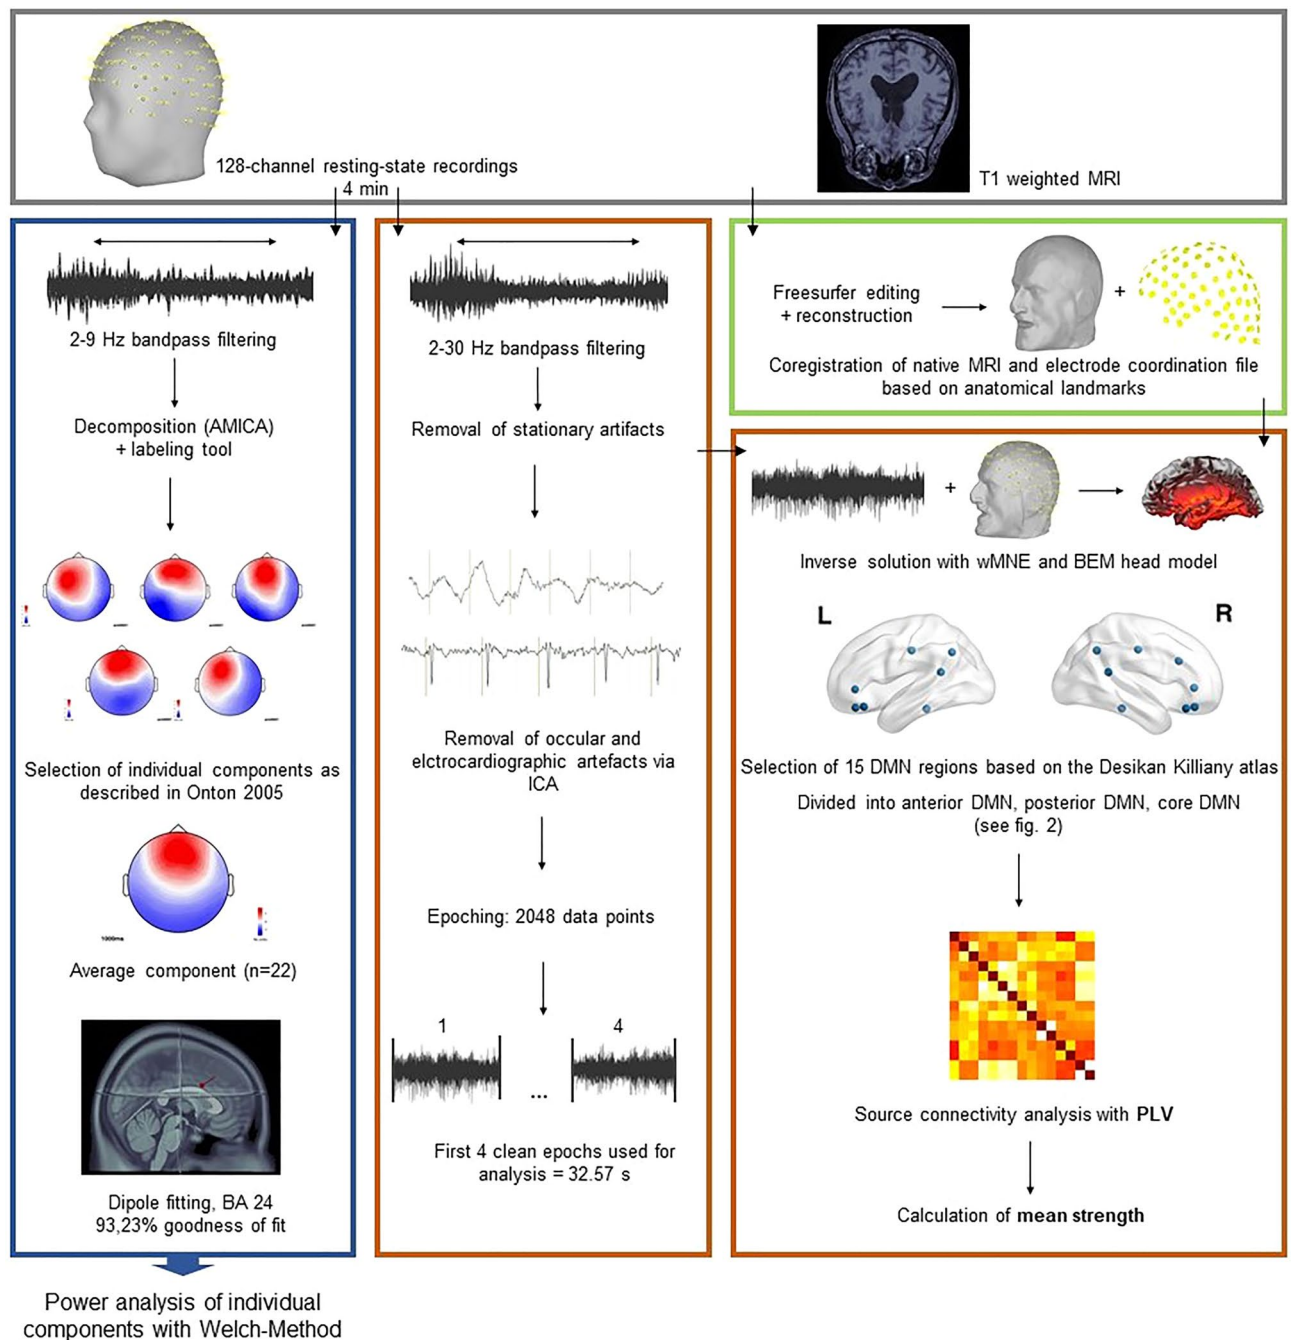 128-channel resting-state recordings
4 min
T1 weighted MRI
2-9 Hz bandpass filtering
Decomposition (AMICA)
+ labeling tool
Selection of individual components as
described in Onton 2005
1000ms
Average component (n=22)
Dipole fitting, BA 24
93,23% goodness of fit
Power analysis of individual
components with Welch-Method
2-30 Hz bandpass filtering
Removal of stationary artifacts
Removal of occular and
elctrocardiographic artefacts via
ICA
Epoching: 2048 data points
1
4
...
First 4 clean epochs used for
analysis = 32.57 s
Freesurfer editing
+ reconstruction
+
Coregistration of native MRI and electrode coordination file
based on anatomical landmarks
+
Inverse solution with wMNE and BEM head model
L
R
Selection of 15 DMN regions based on the Desikan Killiany atlas
Divided into anterior DMN, posterior DMN, core DMN
(see fig. 2)
Source connectivity analysis with PLV
Calculation of mean strength